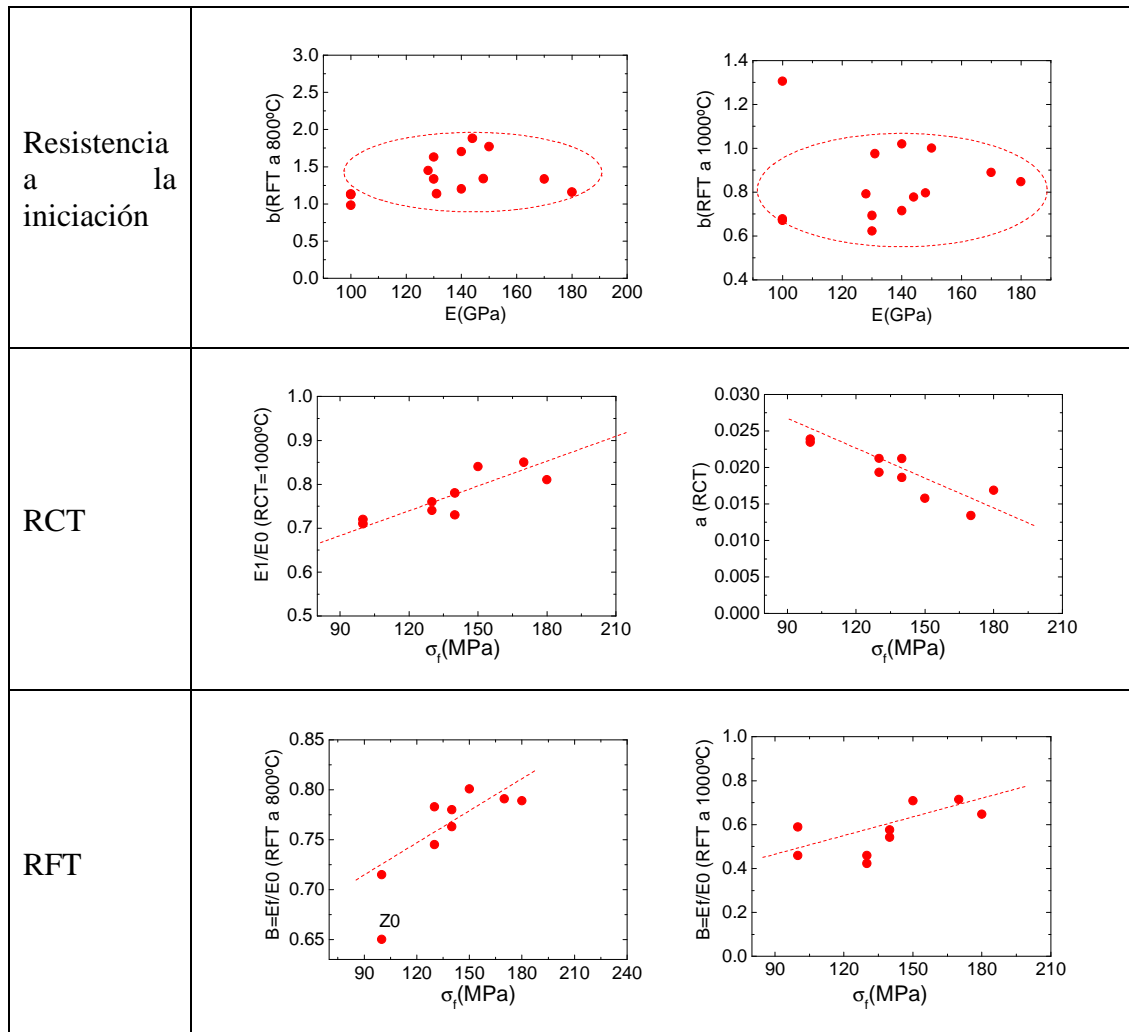 Resistencia
a la
iniciación
3.0
2.5
2.0
1.5
1.0
0.5
0.0
b(RFT a 800ºC)
100 120 140 160 180 200
E(GPa)
1.4
1.2
1.0
0.8
0.6
0.4
b(RFT a 1000ºC)
100 120 140 160 180
E(GPa)
RCT
1.0
0.9
0.8
0.7
0.6
0.5
E1/E0 (RCT=1000ºC)
90 120 150 180 210
σf(MPa)
0.030
0.025
0.020
0.015
0.010
0.005
0.000
a (RCT)
90 120 150 180 210
σf(MPa)
RFT
0.85
0.80
0.75
0.70
0.65
B=Ef/E0 (RFT a 800ºC)
Z0
90 120 150 180 210 240
σf(MPa)
1.0
0.8
0.6
0.4
0.2
0.0
B=Ef/E0 (RFT a 1000ºC)
90 120 150 180 210
σf(MPa)